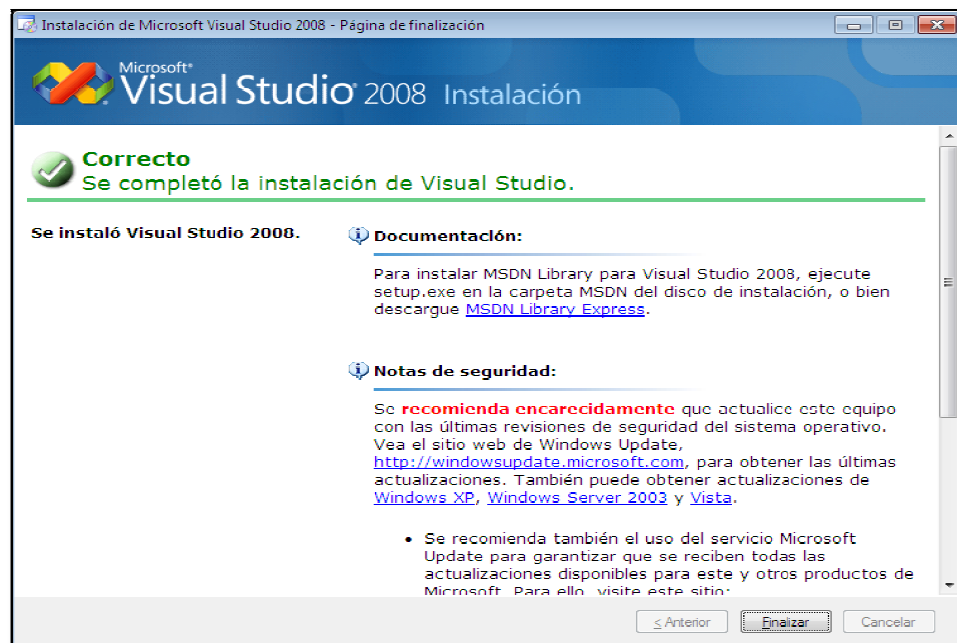 Instalación de Microsoft Visual Studio 2008 - Página de finalización
Microsoft®
Visual Studio® 2008 Instalación
Correcto
Se completó la instalación de Visual Studio.
Se instaló Visual Studio 2008.
Documentación:
Para instalar MSDN Library para Visual Studio 2008, ejecute
setup.exe en la carpeta MSDN del disco de instalación, o bien
descargue MSDN Library Express.
Notas de seguridad:
Se recomienda encarecidamente que actualice este equipo
con las últimas revisiones de seguridad del sistema operativo.
Vea el sitio web de Windows Update,
http://windowsupdate.microsoft.com, para obtener las últimas
actualizaciones. También puede obtener actualizaciones de
Windows XP, Windows Server 2003 y Vista.
• Se recomienda también el uso del servicio Microsoft
Update para garantizar que se reciben todas las
actualizaciones disponibles para este y otros productos de
Microsoft. Para ello, visite este sitio:
< Anterior
Finalizar
Cancelar